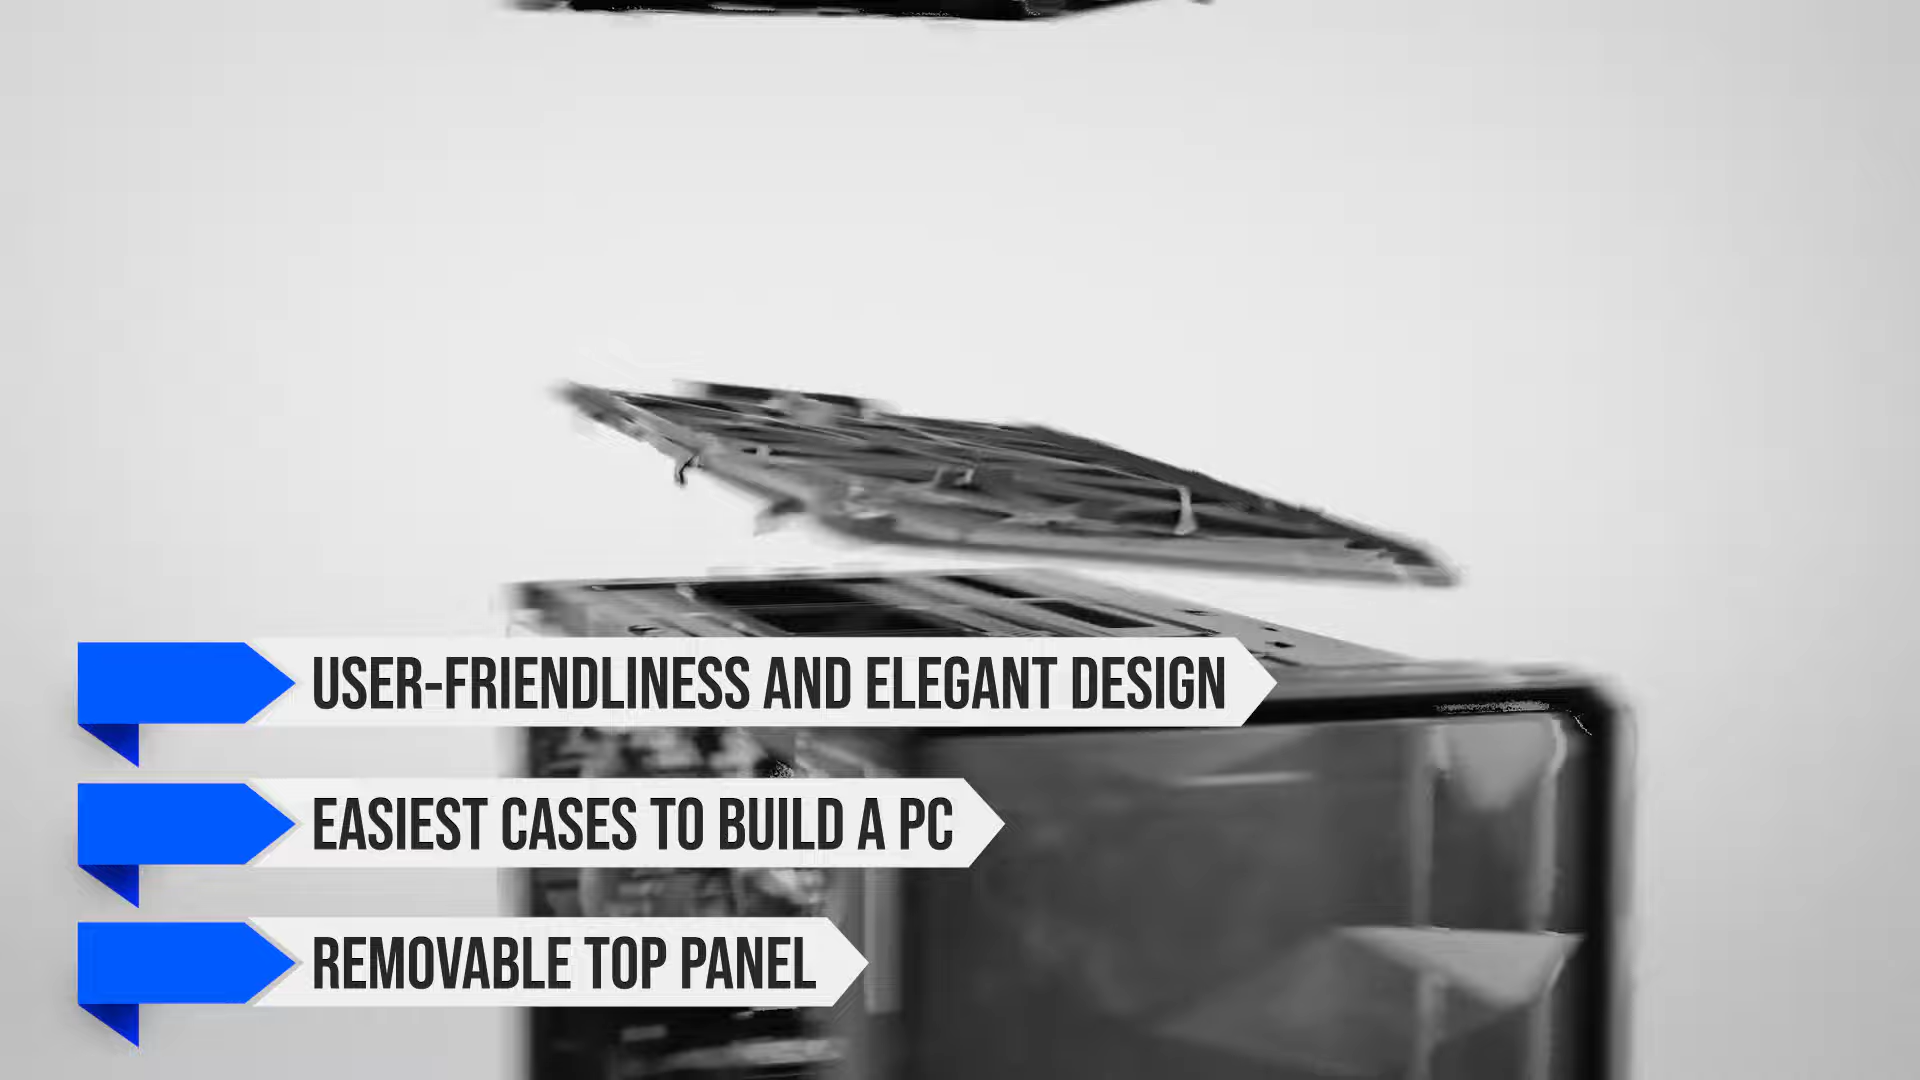 USER-FRIENDLINESS AND ELEGANT DESIGN
EASIEST CASES TO BUILD A PC
REMOVABLE TOP PANEL